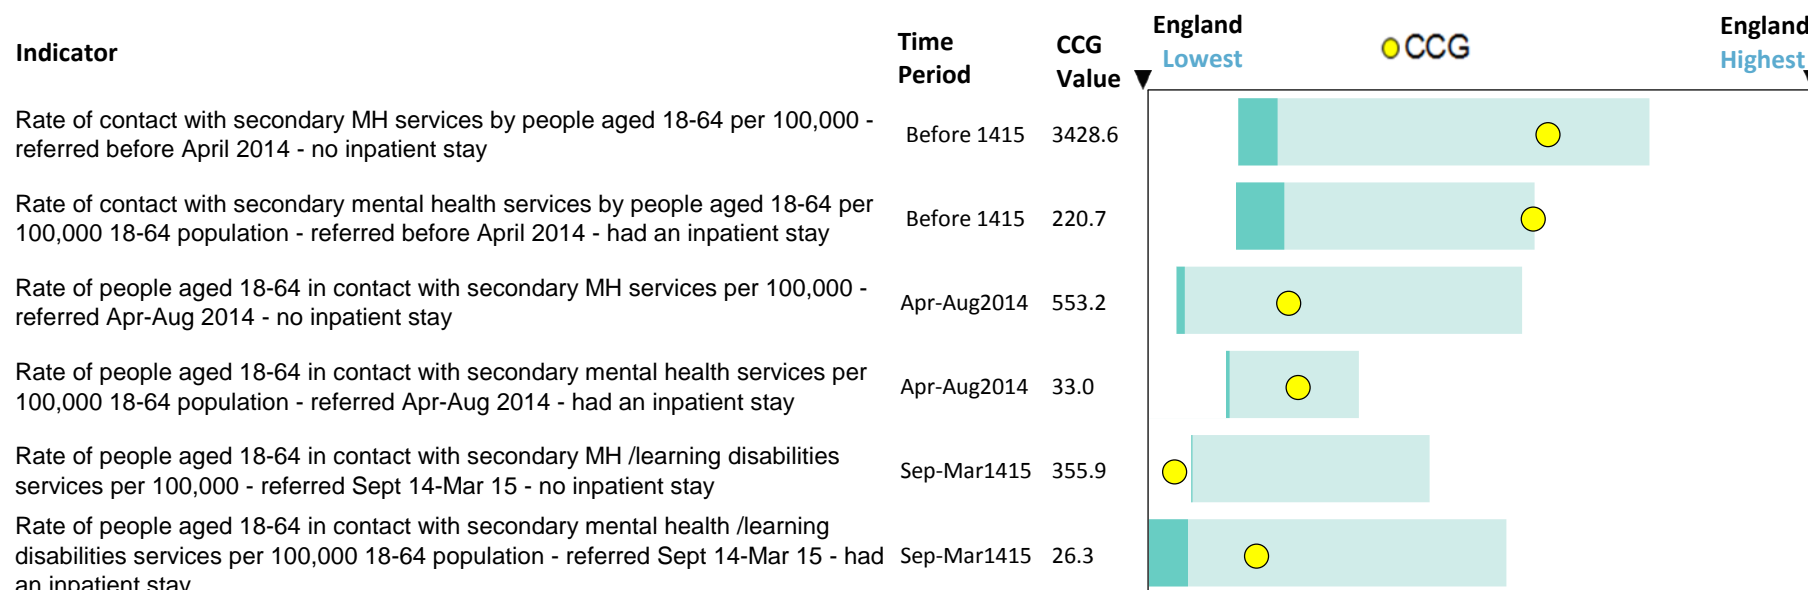 Indicator
Time
Period
CCG
Value
England
Lowest
CCG
England
Highest
Rate of contact with secondary MH services by people aged 18-64 per 100,000 -
referred before April 2014 - no inpatient stay
Before 1415
3428.6
Rate of contact with secondary mental health services by people aged 18-64 per
100,000 18-64 population - referred before April 2014 - had an inpatient stay
Before 1415
220.7
Rate of people aged 18-64 in contact with secondary MH services per 100,000 -
referred Apr-Aug 2014 - no inpatient stay
Apr-Aug2014
553.2
Rate of people aged 18-64 in contact with secondary mental health services per
100,000 18-64 population - referred Apr-Aug 2014 - had an inpatient stay
Apr-Aug2014
33.0
Rate of people aged 18-64 in contact with secondary MH /learning disabilities
services per 100,000 - referred Sept 14-Mar 15 - no inpatient stay
Sep-Mar1415
355.9
Rate of people aged 18-64 in contact with secondary mental health /learning
disabilities services per 100,000 18-64 population - referred Sept 14-Mar 15 - had
an inpatient stay
Sep-Mar1415
26.3